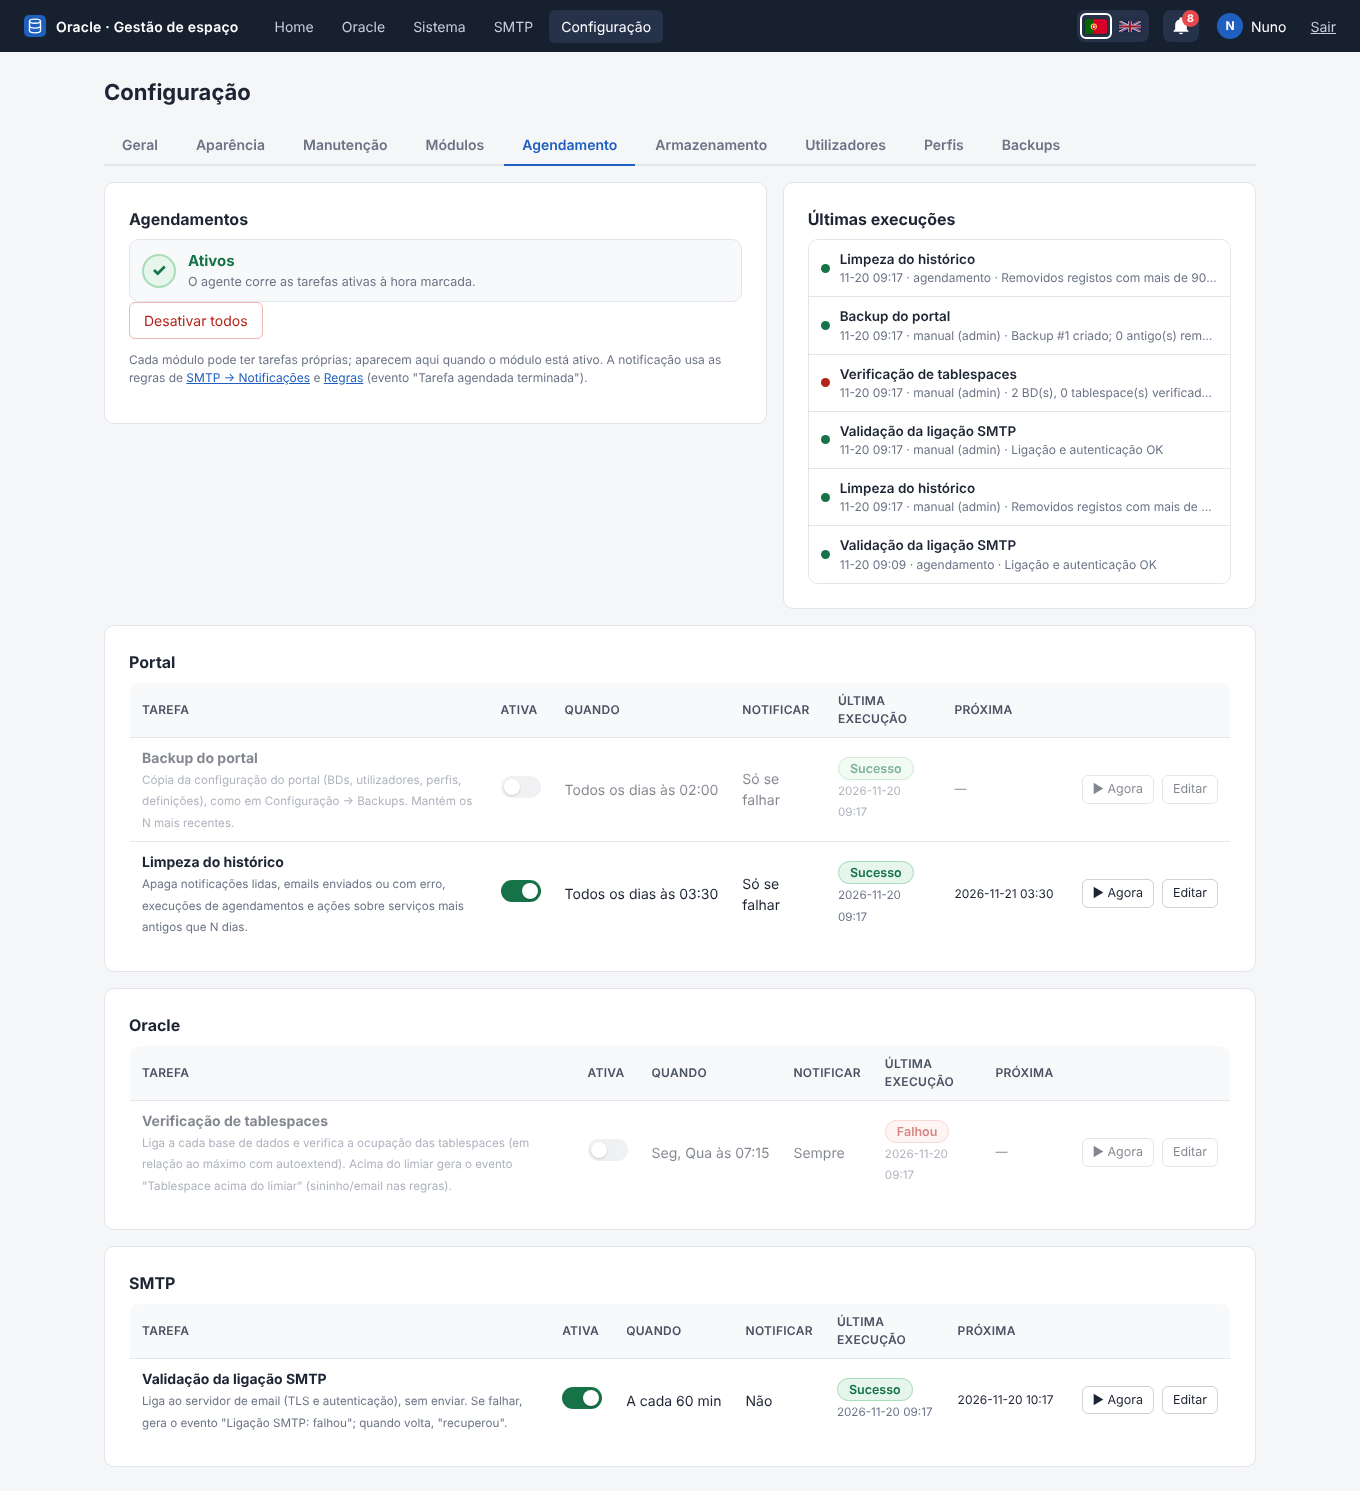 Oracle · Gestão de espaço
Home
Oracle
Sistema
SMTP
Configuração
8
N
Nuno
Sair
Configuração
Geral
Aparência
Manutenção
Módulos
Agendamento
Armazenamento
Utilizadores
Perfis
Backups
Agendamentos
Ativos
O agente corre as tarefas ativas à hora marcada.
Desativar todos
Cada módulo pode ter tarefas próprias; aparecem aqui quando o módulo está ativo. A notificação usa as
regras de SMTP → Notificações e Regras (evento "Tarefa agendada terminada").
Últimas execuções
Limpeza do histórico
11-20 09:17 · agendamento · Removidos registos com mais de 90...
Backup do portal
11-20 09:17 · manual (admin) · Backup #1 criado; 0 antigo(s) rem...
Verificação de tablespaces
11-20 09:17 · manual (admin) · 2 BD(s), 0 tablespace(s) verificad...
Validação da ligação SMTP
11-20 09:17 · manual (admin) · Ligação e autenticação OK
Limpeza do histórico
11-20 09:17 · manual (admin) · Removidos registos com mais de ...
Validação da ligação SMTP
11-20 09:09 · agendamento · Ligação e autenticação OK
Portal
TAREFA
ATIVA
QUANDO
NOTIFICAR
ÚLTIMA
EXECUÇÃO
PRÓXIMA
Backup do portal
Cópia da configuração do portal (BDs, utilizadores, perfis,
definições), como em Configuração → Backups. Mantém os
N mais recentes.
Todos os dias às 02:00
Só se
falhar
Sucesso
2026-11-20
09:17
—
▶ Agora
Editar
Limpeza do histórico
Apaga notificações lidas, emails enviados ou com erro,
execuções de agendamentos e ações sobre serviços mais
antigos que N dias.
Todos os dias às 03:30
Só se
falhar
Sucesso
2026-11-20
09:17
2026-11-21 03:30
▶ Agora
Editar
Oracle
TAREFA
ATIVA
QUANDO
NOTIFICAR
ÚLTIMA
EXECUÇÃO
PRÓXIMA
Verificação de tablespaces
Liga a cada base de dados e verifica a ocupação das tablespaces (em
relação ao máximo com autoextend). Acima do limiar gera o evento
"Tablespace acima do limiar" (sininho/email nas regras).
Seg, Qua às 07:15
Sempre
Falhou
2026-11-20
09:17
—
▶ Agora
Editar
SMTP
TAREFA
ATIVA
QUANDO
NOTIFICAR
ÚLTIMA
EXECUÇÃO
PRÓXIMA
Validação da ligação SMTP
Liga ao servidor de email (TLS e autenticação), sem enviar. Se falhar,
gera o evento "Ligação SMTP: falhou"; quando volta, "recuperou".
A cada 60 min
Não
Sucesso
2026-11-20 09:17
2026-11-20 10:17
▶ Agora
Editar